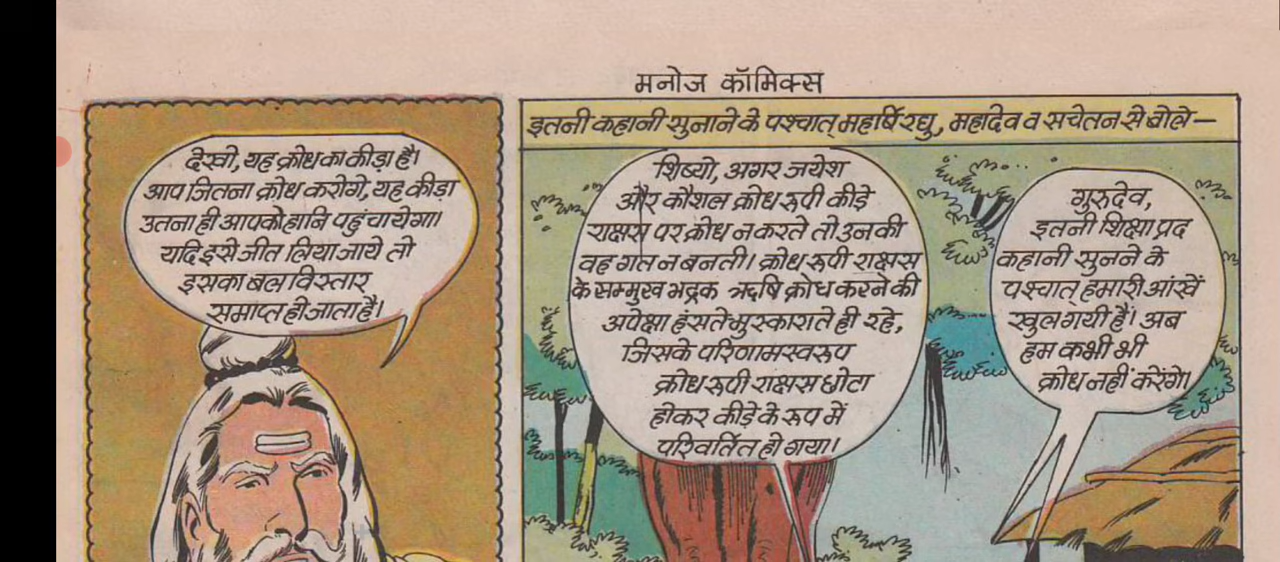 मनोज कॉमिक्स
देखो, यह क्रोध का कीड़ा है।
आप जितना क्रोध करोगे, यह कीड़ा
उतना ही आपको हानि पहुंचायेगा।
यदि इसे जीत लिया जाये तो
इसका बल विस्तार
समाप्त हो जाता है।
इतनी कहानी सुनाने के पश्चात् महार्षि रघु, महादेव व सचेतन से बोले—
शिष्यो, अगर जयेश
और कौशल क्रोध रूपी कीड़े
राक्षस पर क्रोध न करते तो उनकी
वह गत न बनती। क्रोध रूपी राक्षस
के सम्मुख भद्रक ऋषि क्रोध करने की
अपेक्षा हंसते मुस्काराते ही रहे,
जिसके परिणामस्वरूप
क्रोध रूपी राक्षस छोटा
होकर कीड़े के रूप में
परिवर्तित हो गया।
गुरुदेव,
इतनी शिक्षा प्रद
कहानी सुनने के
पश्चात् हमारी आंखें
खुल गयी हैं। अब
हम कभी भी
क्रोध नहीं करेंगे।